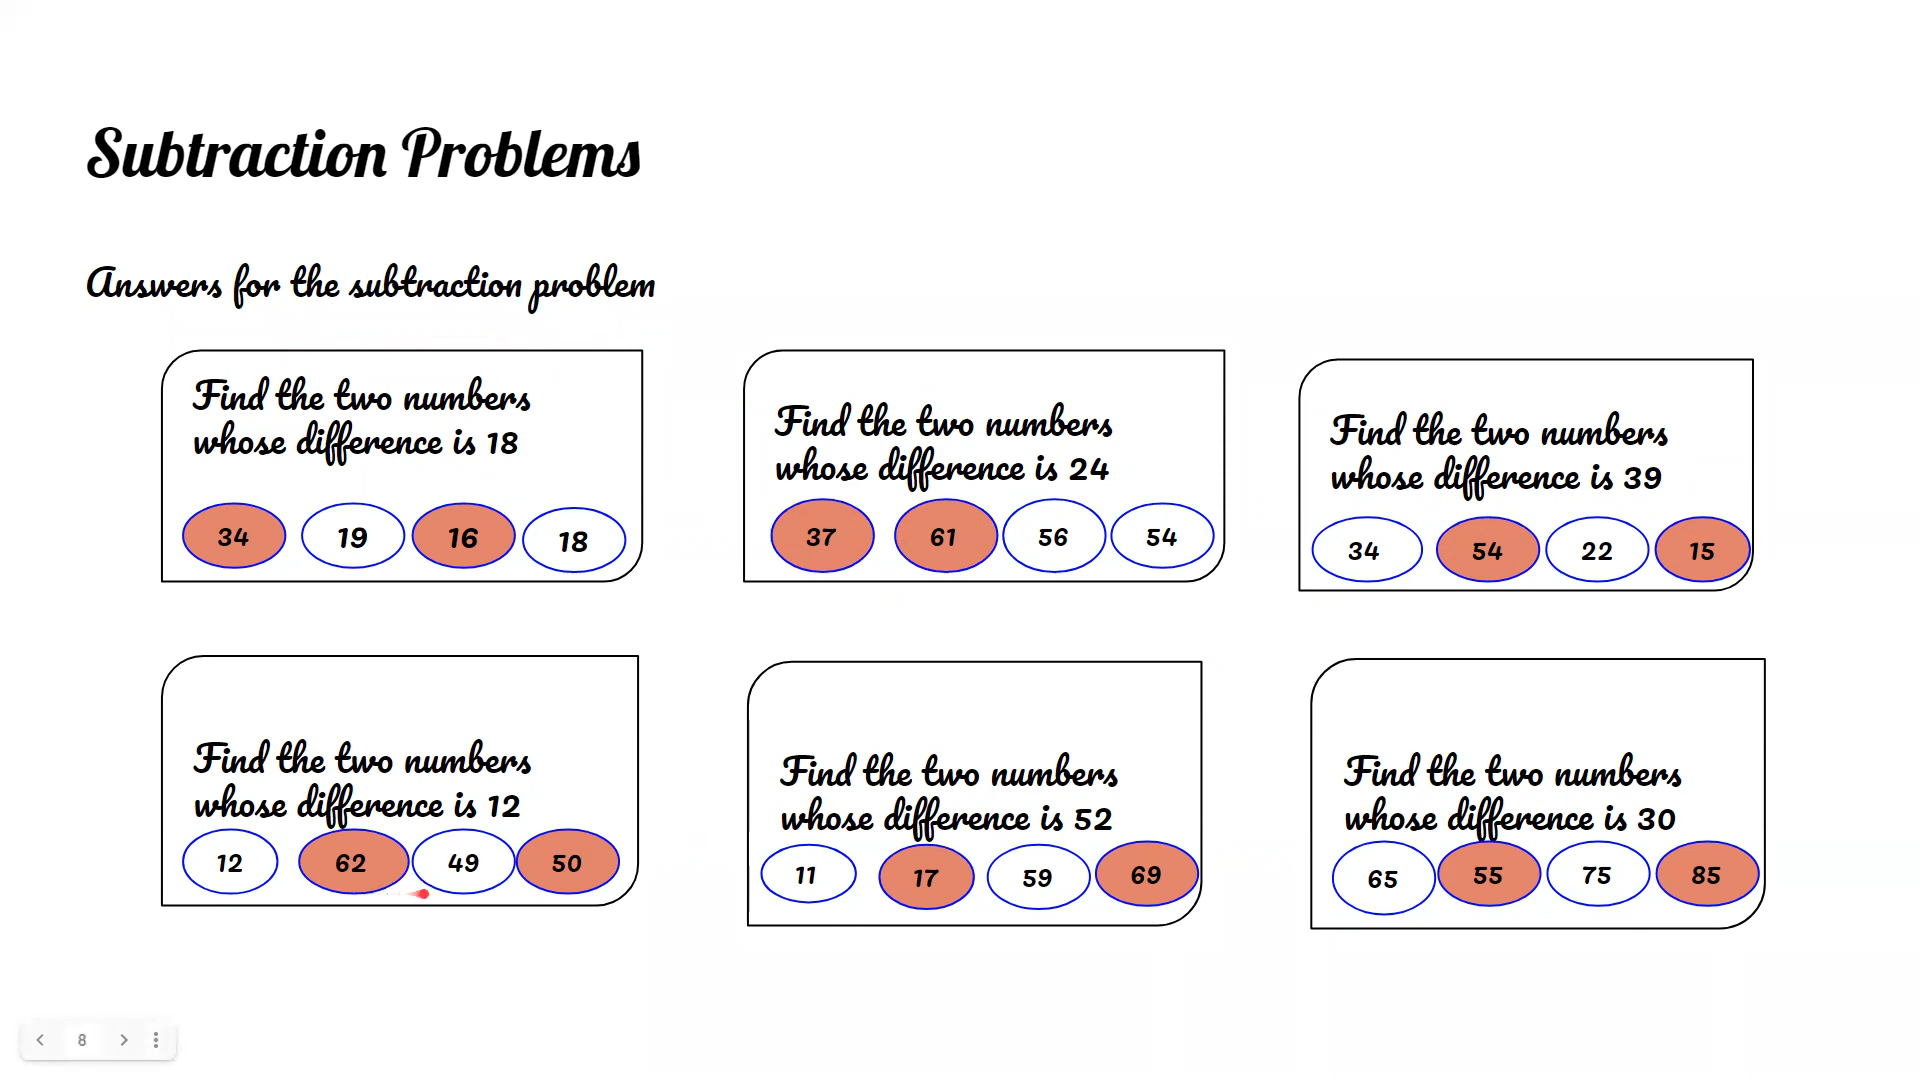 Subtraction Problems
Answers for the subtraction problem
Find the two numbers
whose difference is 18
34 19 16 18
Find the two numbers
whose difference is 24
37 61 56 54
Find the two numbers
whose difference is 39
34 54 22 15
Find the two numbers
whose difference is 12
12 62 49 50
Find the two numbers
whose difference is 52
11 17 59 69
Find the two numbers
whose difference is 30
65 55 75 85
8